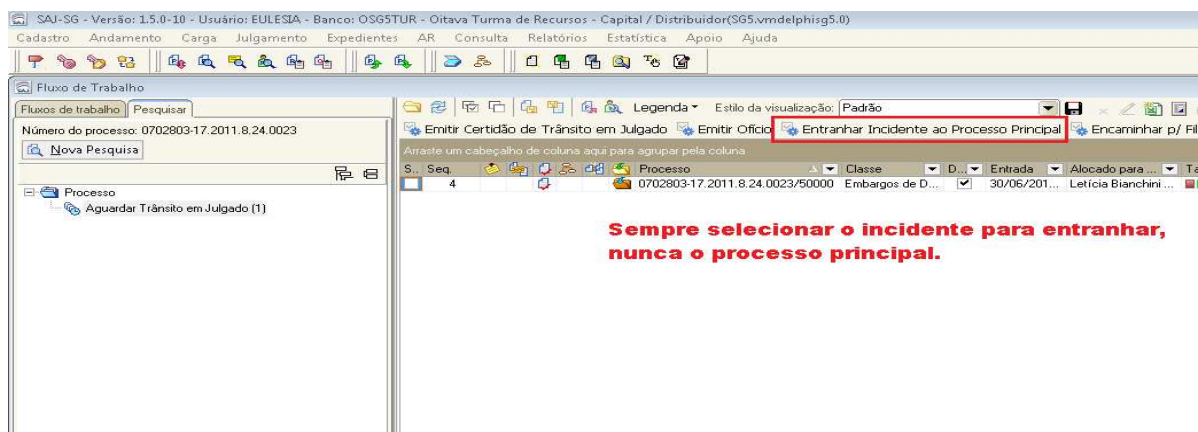 SAJ-SG - Versão: 1.5.0-10 - Usuário: EULESIA - Banco: OSG5TUR - Oitava Turma de Recursos - Capital / Distribuidor(SG5.vmdelphisg5.0)
Cadastro Andamento Carga Julgamento Expedientes AR Consulta Relatórios Estatística Apoio Ajuda
Fluxo de Trabalho
Fluxos de trabalho Pesquisar
Legenda Estilo da visualização: Padrão
Número do processo: 0702803-17.2011.8.24.0023
Emitir Certidão de Trânsito em Julgado Emitir Ofício Entranhar Incidente ao Processo Principal Encaminhar p/ Fil
Nova Pesquisa
Arraste um cabeçalho de coluna aqui para agrupar pela coluna
S.. Seq. Processo Classe D... Entrada Alocado para ... Ta
4 0702803-17.2011.8.24.0023/50000 Embargos de D... 30/06/201... Letícia Bianchini ...
Processo
Aguardar Trânsito em Julgado (1)
Sempre selecionar o incidente para entranhar,
nunca o processo principal.